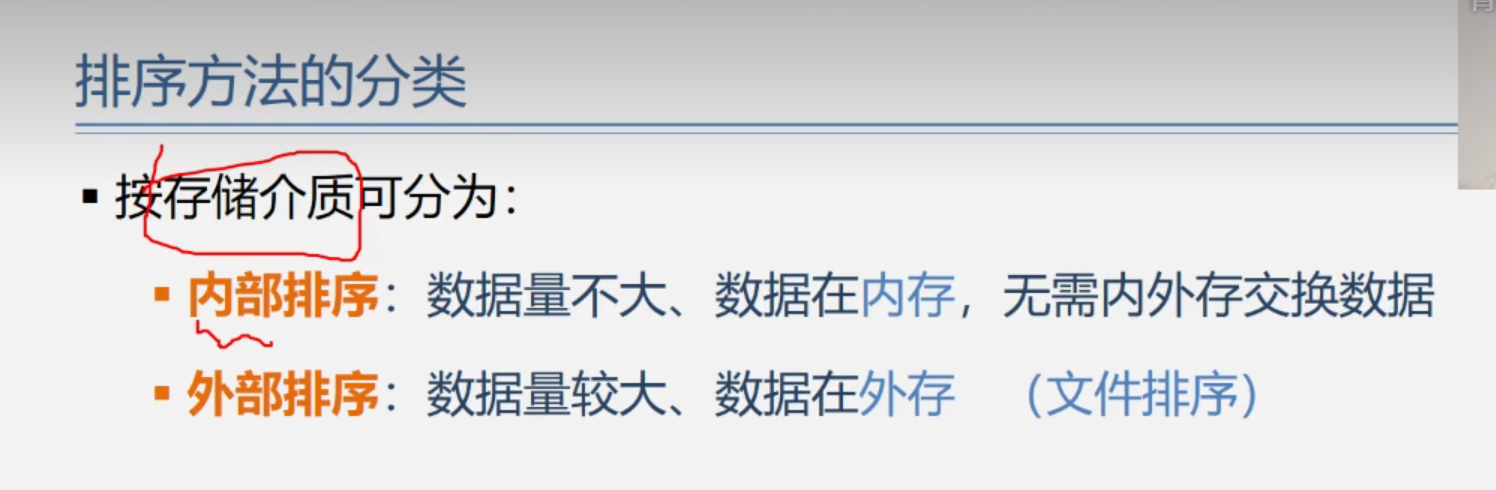 排序方法的分类
▪ 按存储介质可分为：
▪ 内部排序：数据量不大、数据在内存，无需内外存交换数据
▪ 外部排序：数据量较大、数据在外存 （文件排序）